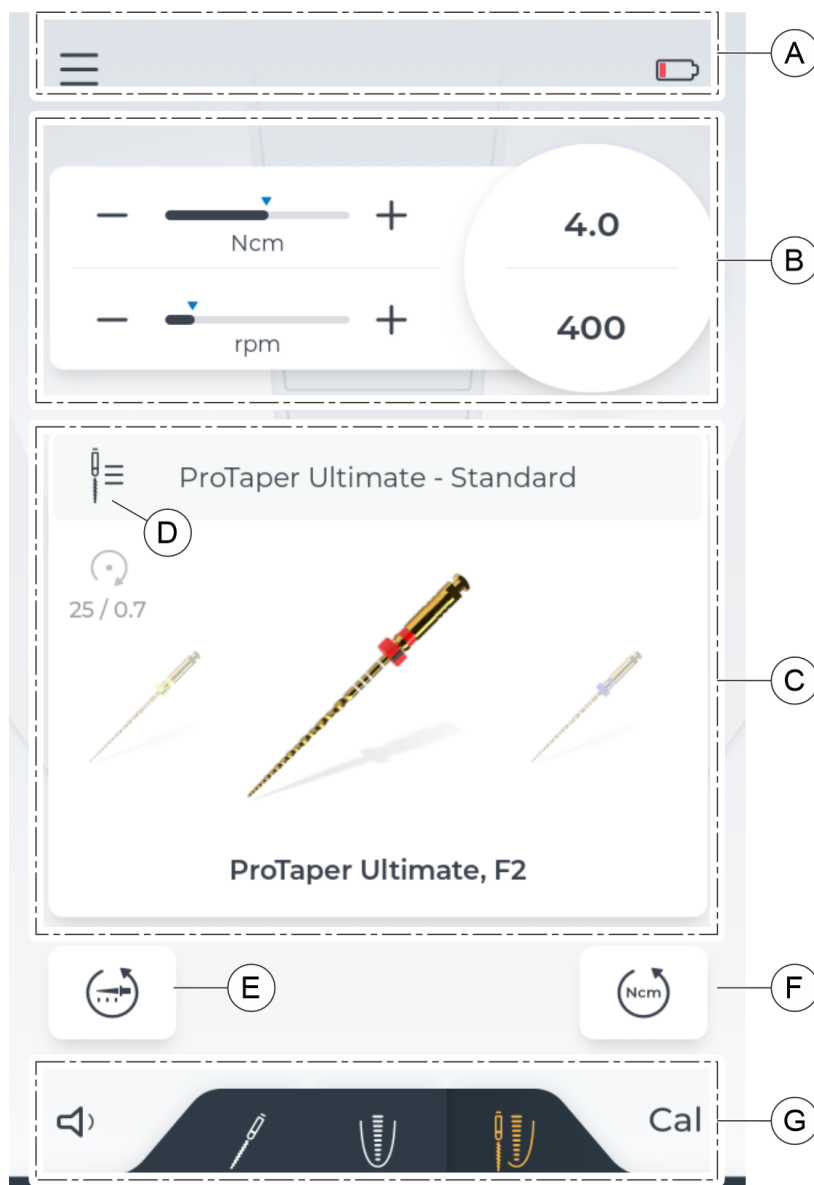 A
Ncm
4.0
B
rpm
400
ProTaper Ultimate - Standard
D
25 / 0.7
C
ProTaper Ultimate, F2
E
Ncm
F
Cal
G